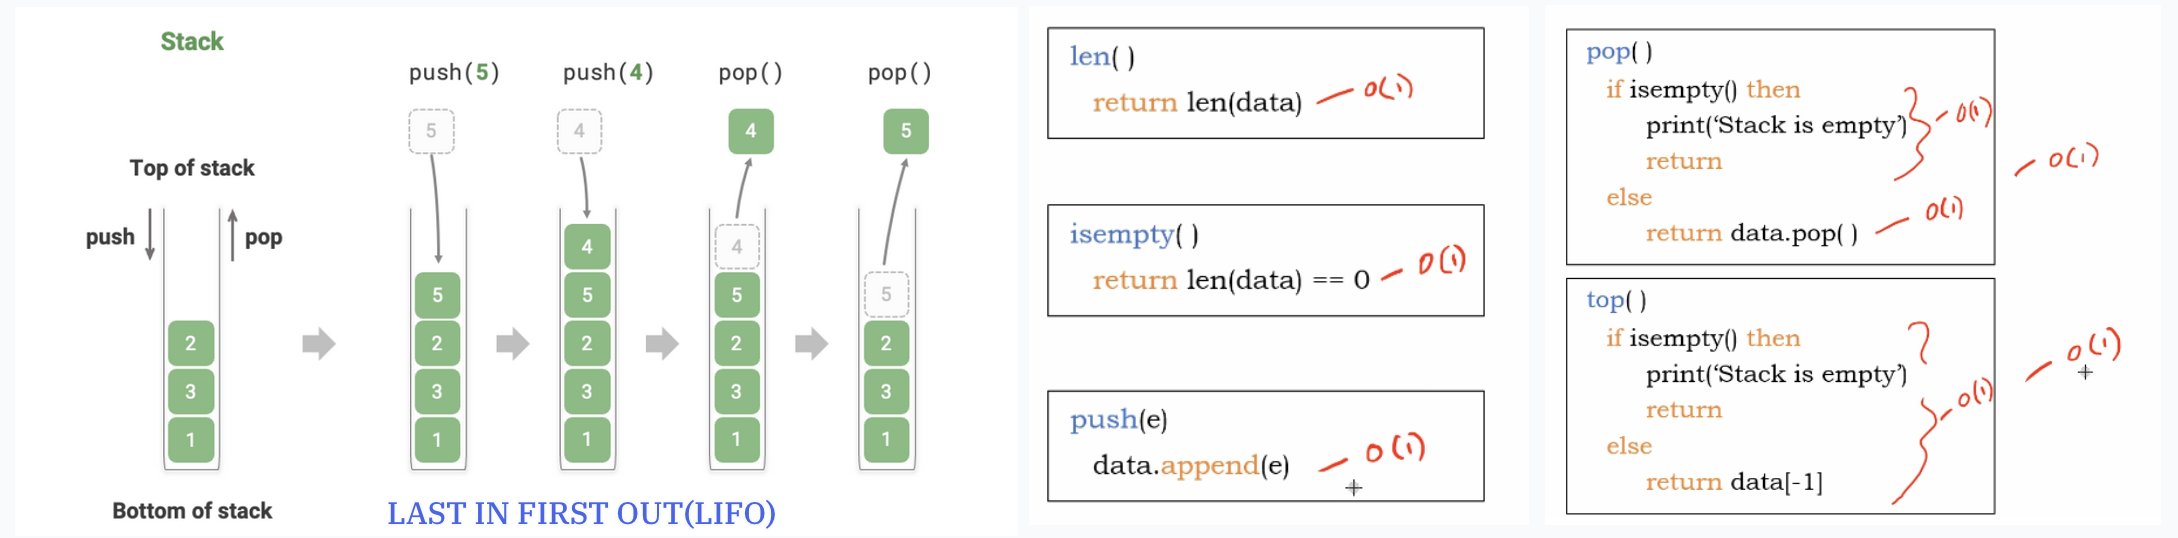 Stack
push(5)
push(4)
pop()
pop()
5
4
4
5
Top of stack
push
pop
2
3
1
5
2
3
1
4
5
2
3
1
4
5
2
3
1
5
2
3
1
Bottom of stack
LAST IN FIRST OUT(LIFO)
len( )
return len(data) – O(1)
isempty( )
return len(data) == 0 – O(1)
push(e)
data.append(e) – O(1)
pop( )
if isempty() then
print(‘Stack is empty’)
return
– O(1)
else
return data.pop( ) – O(1)
– O(1)
top( )
if isempty() then
print(‘Stack is empty’)
return
else
return data[-1]
– O(1)
– O(1)